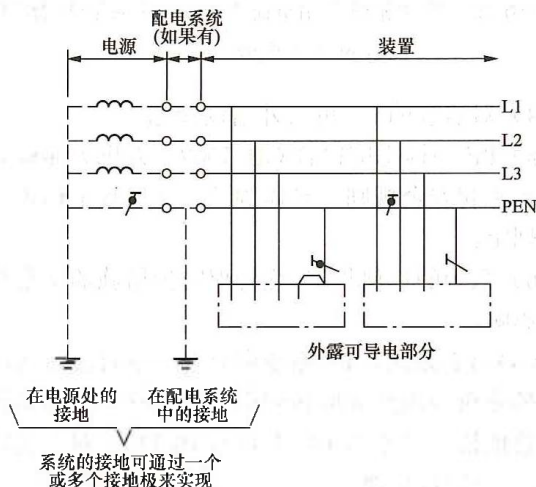 配电系统
(如果有)
电源
装置
L1
L2
L3
PEN
外露可导电部分
在电源处的
接地
在配电系统
中的接地
系统的接地可通过一个
或多个接地极来实现